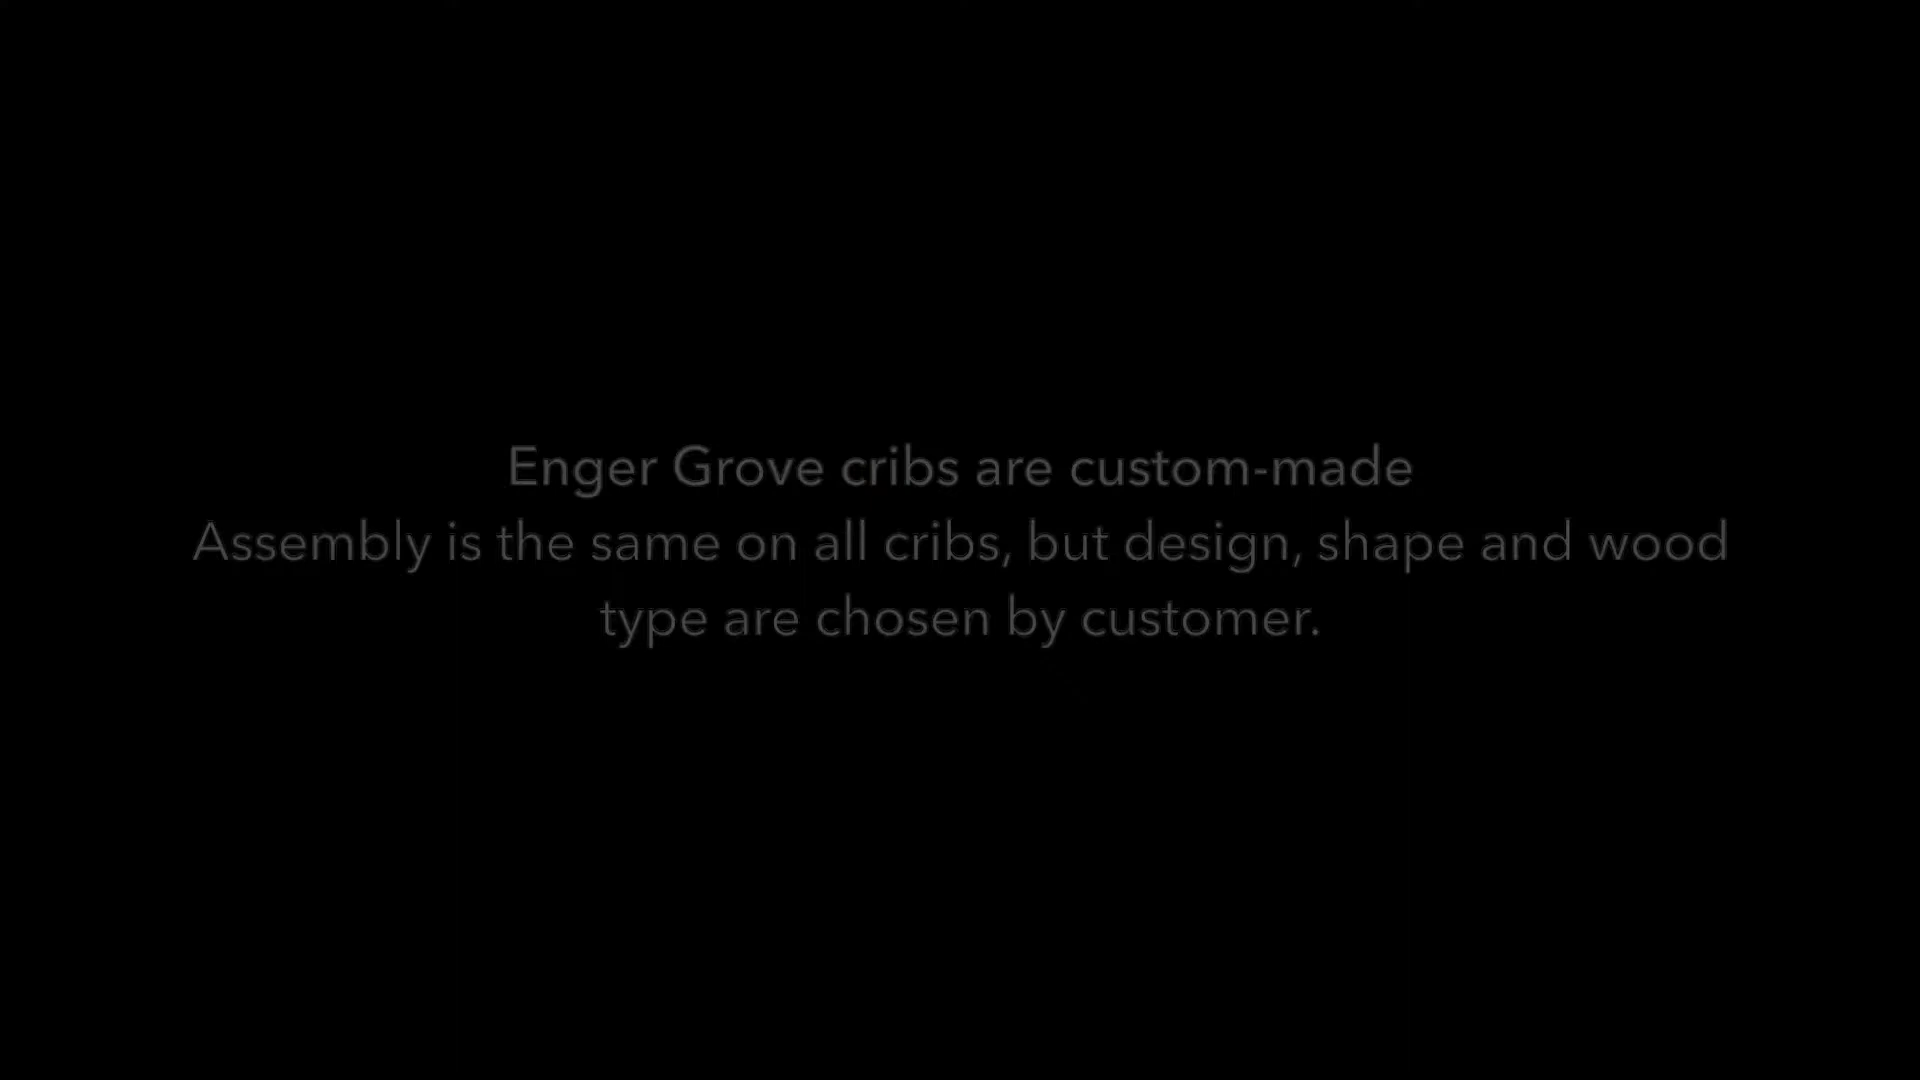 Enger Grove cribs are custom-made
Assembly is the same on all cribs, but design, shape and wood
type are chosen by customer.